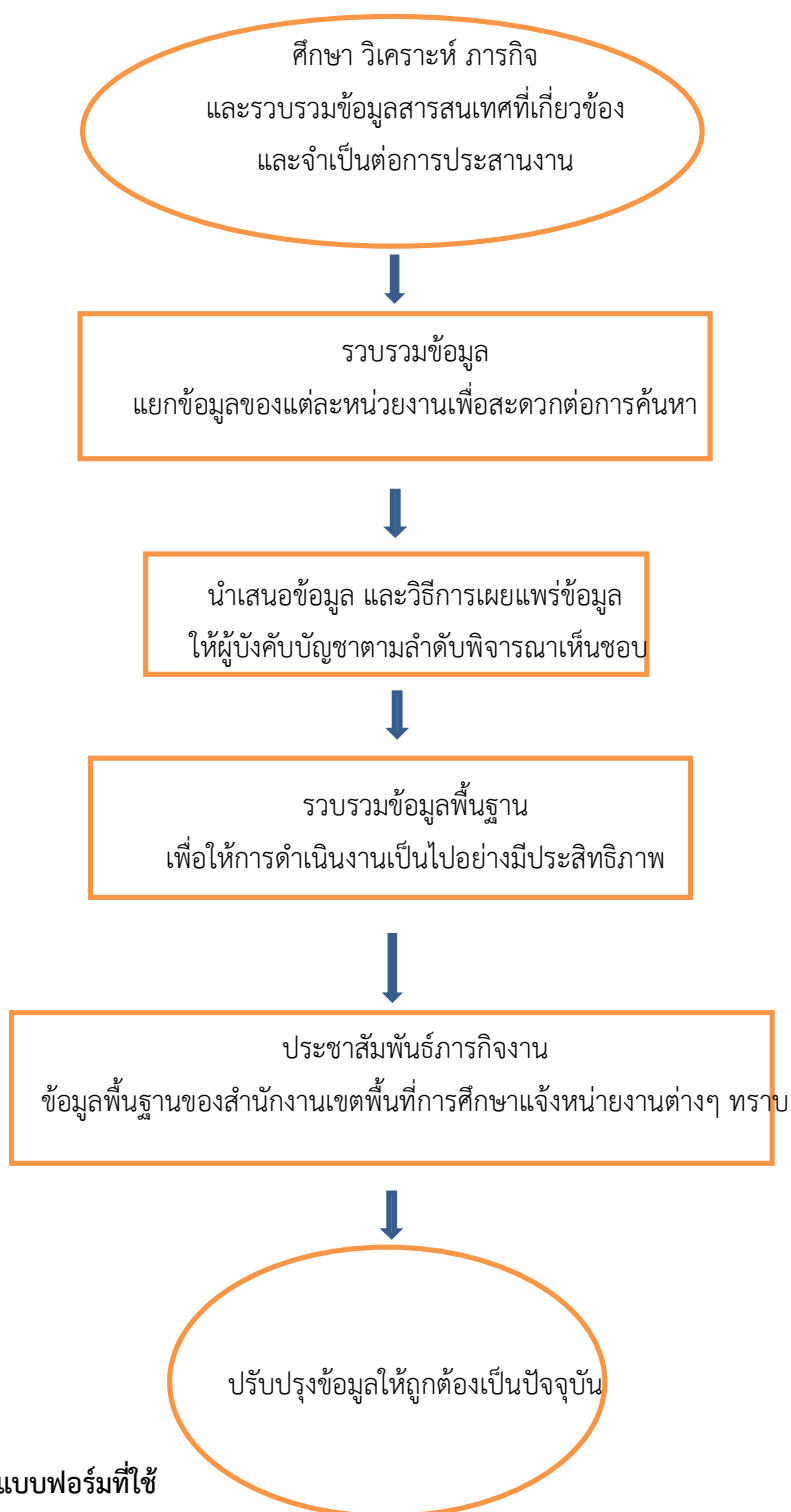 ศึกษา วิเคราะห์ ภารกิจ
และรวบรวมข้อมูลสารสนเทศที่เกี่ยวข้อง
และจำเป็นต่อการประสานงาน
รวบรวมข้อมูล
แยกข้อมูลของแต่ละหน่วยงานเพื่อสะดวกต่อการค้นหา
นำเสนอข้อมูล และวิธีการเผยแพร่ข้อมูล
ให้ผู้บังคับบัญชาตามลำดับพิจารณาเห็นชอบ
รวบรวมข้อมูลพื้นฐาน
เพื่อให้การดำเนินงานเป็นไปอย่างมีประสิทธิภาพ
ประชาสัมพันธ์ภารกิจงาน
ข้อมูลพื้นฐานของสำนักงานเขตพื้นที่การศึกษาแจ้งหน่ายงานต่างๆ ทราบ
ปรับปรุงข้อมูลให้ถูกต้องเป็นปัจจุบัน
แบบฟอร์มที่ใช้